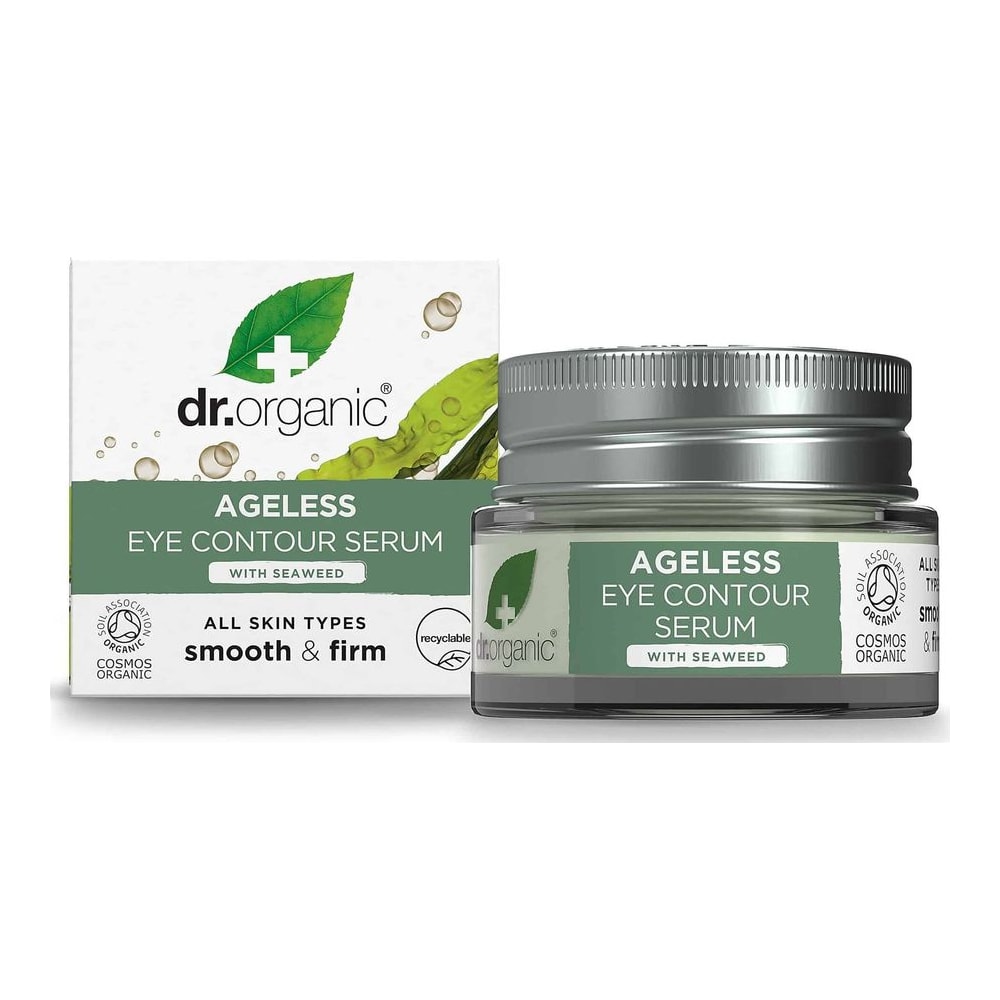 dr.organic®
AGELESS
EYE CONTOUR SERUM
WITH SEAWEED
SOIL ASSOCIATION
ORGANIC
COSMOS
ORGANIC
ALL SKIN TYPES
smooth & firm
recyclable
dr.organic®
AGELESS
EYE CONTOUR
SERUM
WITH SEAWEED
SOIL ASSOCIATION
ORGANIC
COSMOS
ORGANIC
ALL